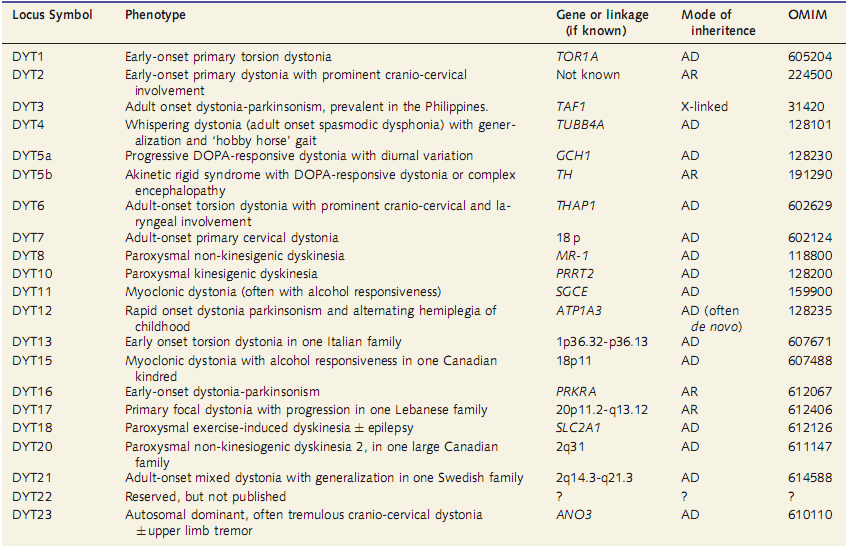 Locus Symbol Phenotype Gene or linkage (if known) Mode of inheritence OMIM
DYT1 Early-onset primary torsion dystonia TOR1A AD 605204
DYT2 Early-onset primary dystonia with prominent cranio-cervical Not known AR 224500
involvement
DYT3 Adult onset dystonia-parkinsonism, prevalent in the Philippines. TAF1 X-linked 31420
DYT4 Whispering dystonia (adult onset spasmodic dysphonia) with gener- TUBB4A AD 128101
alization and ‘hobby horse’ gait
DYT5a Progressive DOPA-responsive dystonia with diurnal variation GCH1 AD 128230
DYT5b Akinetic rigid syndrome with DOPA-responsive dystonia or complex TH AR 191290
encephalopathy
DYT6 Adult-onset torsion dystonia with prominent cranio-cervical and la- THAP1 AD 602629
ryngeal involvement
DYT7 Adult-onset primary cervical dystonia 18 p AD 602124
DYT8 Paroxysmal non-kinesigenic dyskinesia MR-1 AD 118800
DYT10 Paroxysmal kinesigenic dyskinesia PRRT2 AD 128200
DYT11 Myoclonic dystonia (often with alcohol responsiveness) SGCE AD 159900
DYT12 Rapid onset dystonia parkinsonism and alternating hemiplegia of ATP1A3 AD (often 128235
childhood de novo)
DYT13 Early onset torsion dystonia in one Italian family 1p36.32-p36.13 AD 607671
DYT15 Myoclonic dystonia with alcohol responsiveness in one Canadian 18p11 AD 607488
kindred
DYT16 Early-onset dystonia-parkinsonism PRKRA AR 612067
DYT17 Primary focal dystonia with progression in one Lebanese family 20p11.2-q13.12 AR 612406
DYT18 Paroxysmal exercise-induced dyskinesia ± epilepsy SLC2A1 AD 612126
DYT20 Paroxysmal non-kinesiogenic dyskinesia 2, in one large Canadian 2q31 AD 611147
family
DYT21 Adult-onset mixed dystonia with generalization in one Swedish family 2q14.3-q21.3 AD 614588
DYT22 Reserved, but not published ? ? ?
DYT23 Autosomal dominant, often tremulous cranio-cervical dystonia ANO3 AD 610110
±upper limb tremor